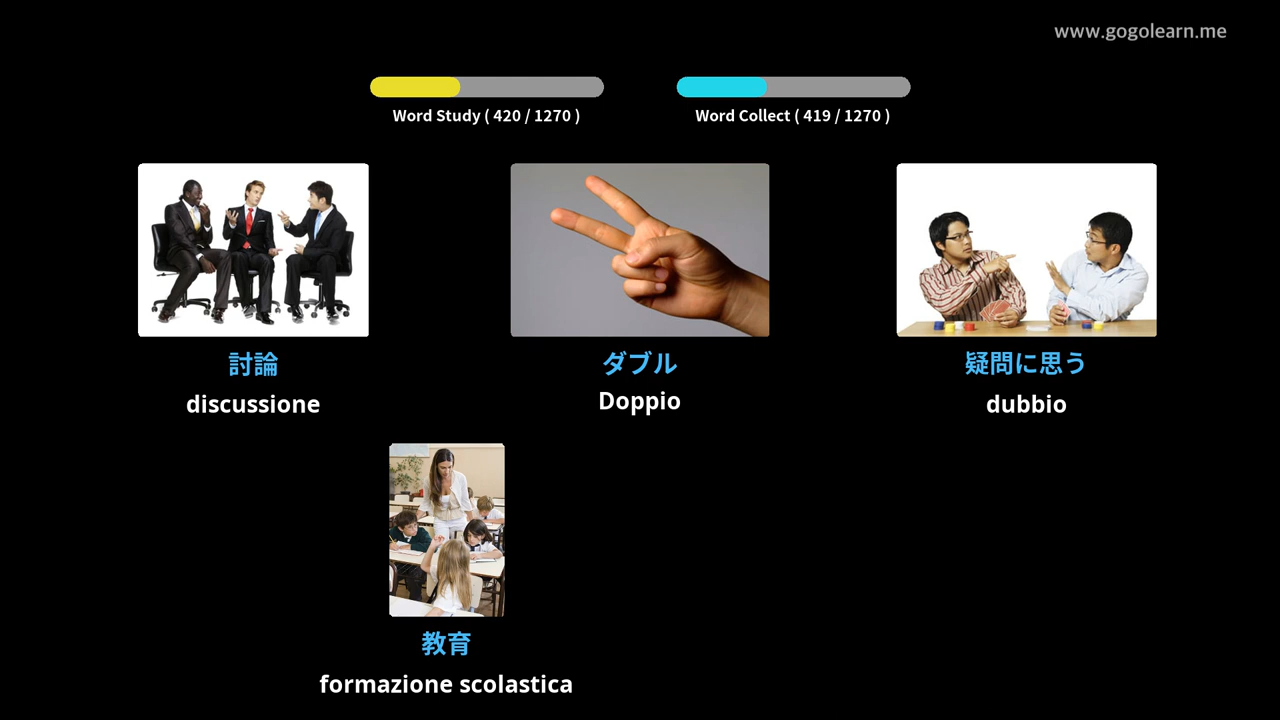 www.gogolearn.me
Word Study ( 420 / 1270 )
Word Collect ( 419 / 1270 )
討論
discussione
ダブル
Doppio
疑問に思う
dubbio
教育
formazione scolastica